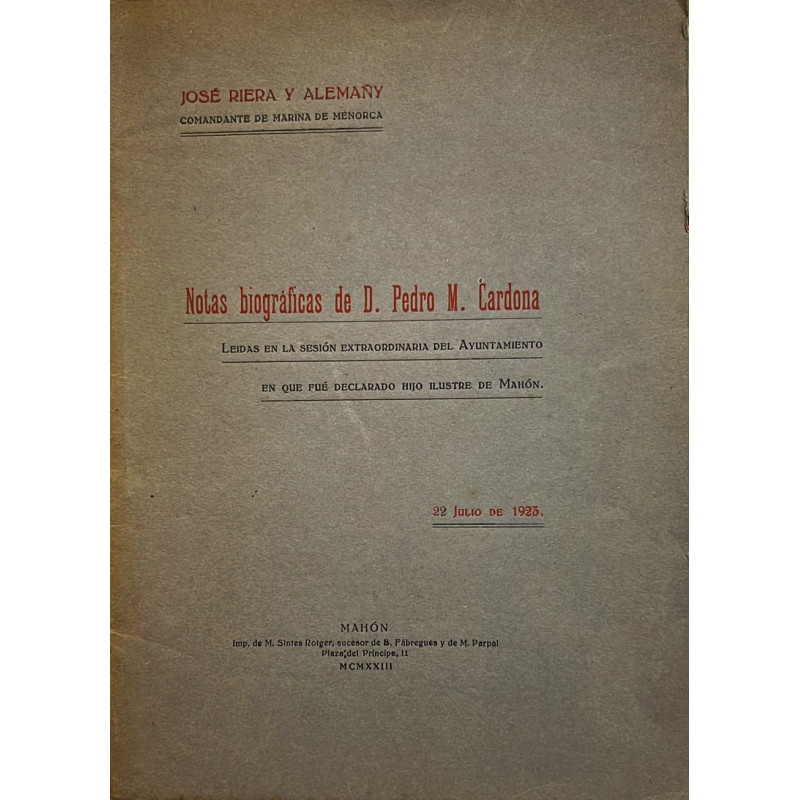 JOSÉ RIERA Y ALEMAÑY
COMANDANTE DE MARINA DE MENORCA
Notas biográficas de D. Pedro M. Cardona
LEIDAS EN LA SESIÓN EXTRAORDINARIA DEL AYUNTAMIENTO
EN QUE FUÉ DECLARADO HIJO ILUSTRE DE MAHÓN.
22 JULIO DE 1923.
MAHÓN
Imp. de M. Sintes Rotger, sucesor de B. Fábregues y de M. Parpal
Plaza del Príncipe, 11
MCMXXIII